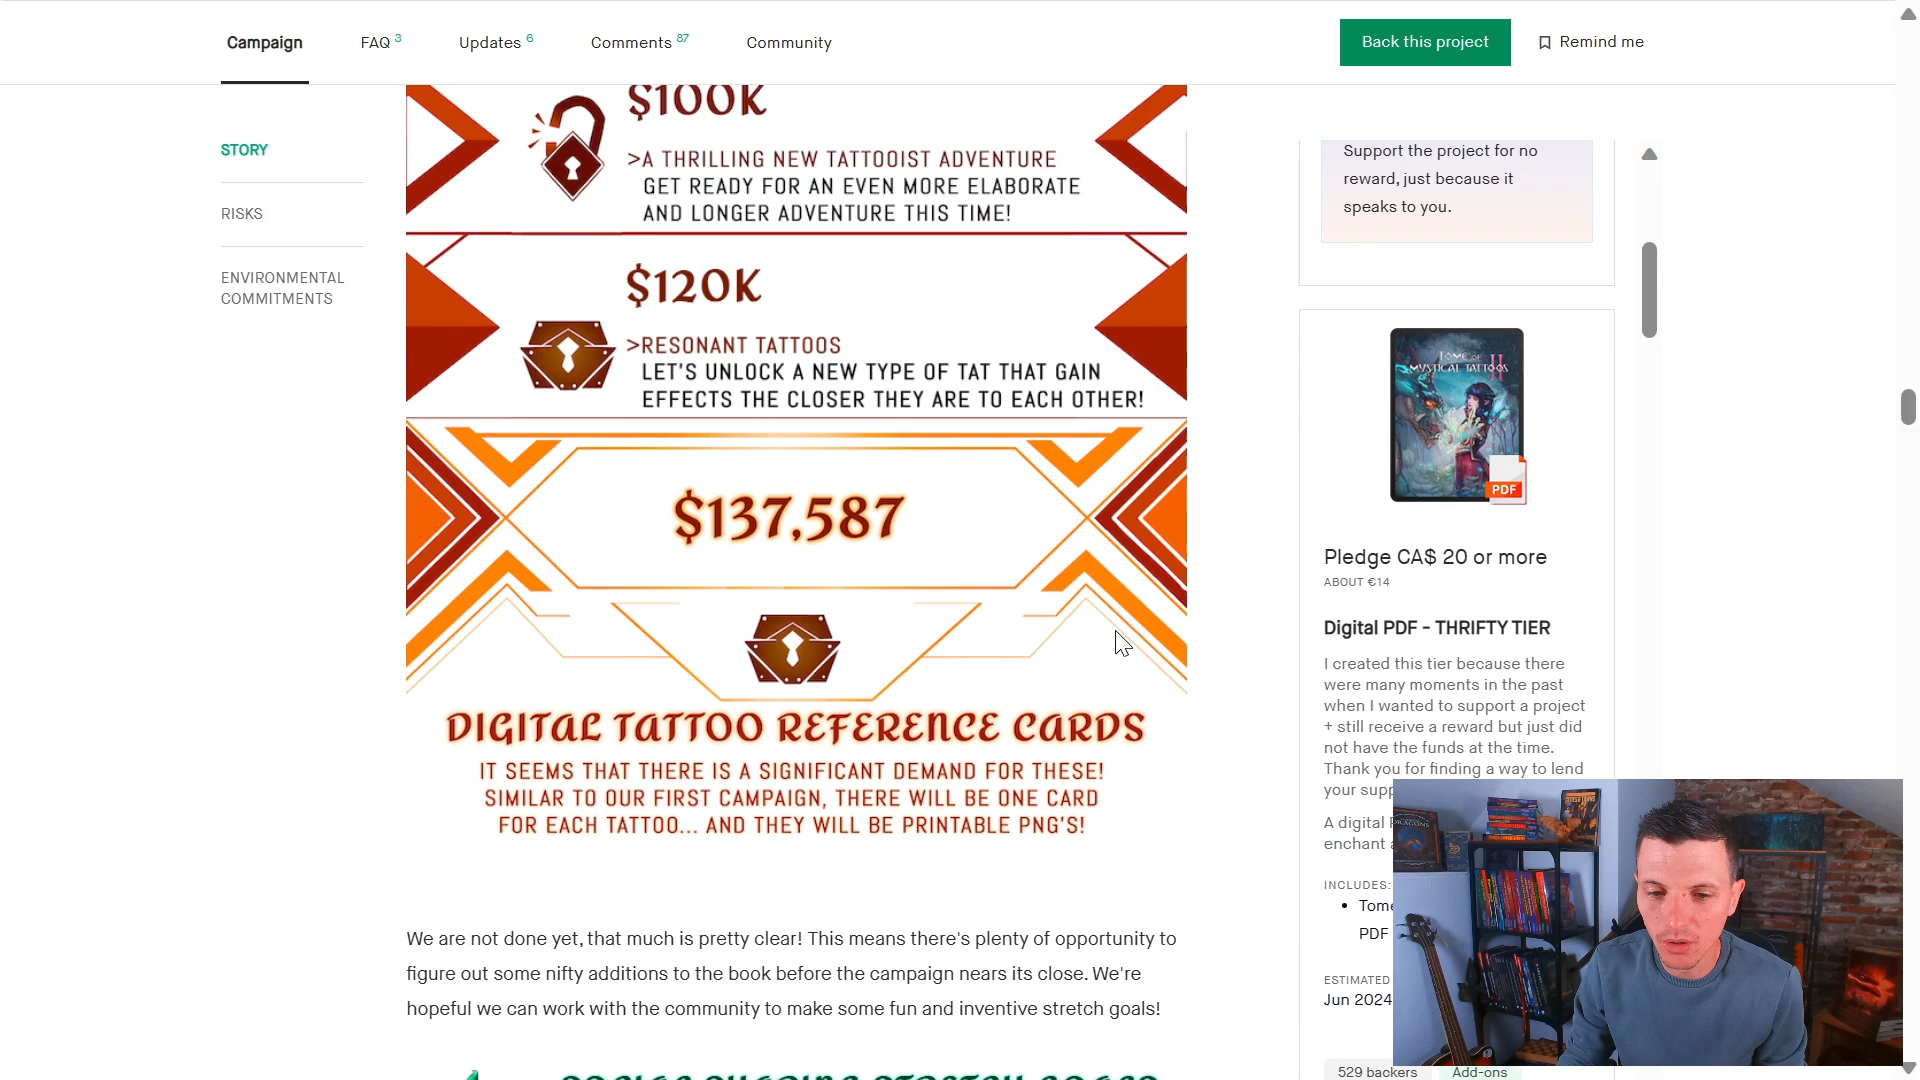 Campaign
FAQ 3
Updates 6
Comments 87
Community
Back this project
Remind me
STORY
RISKS
ENVIRONMENTAL
COMMITMENTS
$100K
>A THRILLING NEW TATTOOIST ADVENTURE
GET READY FOR AN EVEN MORE ELABORATE
AND LONGER ADVENTURE THIS TIME!
$120K
>RESONANT TATTOOS
LET'S UNLOCK A NEW TYPE OF TAT THAT GAIN
EFFECTS THE CLOSER THEY ARE TO EACH OTHER!
$137,587
DIGITAL TATTOO REFERENCE CARDS
IT SEEMS THAT THERE IS A SIGNIFICANT DEMAND FOR THESE!
SIMILAR TO OUR FIRST CAMPAIGN, THERE WILL BE ONE CARD
FOR EACH TATTOO... AND THEY WILL BE PRINTABLE PNG'S!
We are not done yet, that much is pretty clear! This means there's plenty of opportunity to
figure out some nifty additions to the book before the campaign nears its close. We're
hopeful we can work with the community to make some fun and inventive stretch goals!
Support the project for no
reward, just because it
speaks to you.
TOME OF
MYSTICAL TATTOOS
II
PDF
Pledge CA$ 20 or more
ABOUT €14
Digital PDF - THRIFTY TIER
I created this tier because there
were many moments in the past
when I wanted to support a project
+ still receive a reward but just did
not have the funds at the time.
Thank you for finding a way to lend
your supp
A digital
enchant
INCLUDES:
Tome
PDF
ESTIMATED
Jun 2024
529 backers
Add-ons